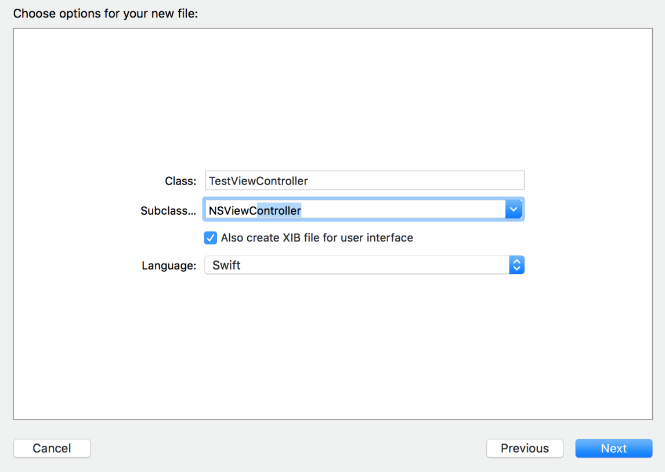 Choose options for your new file:
Class: TestViewController
Subclass... NSViewController
Also create XIB file for user interface
Language: Swift
Cancel Previous Next